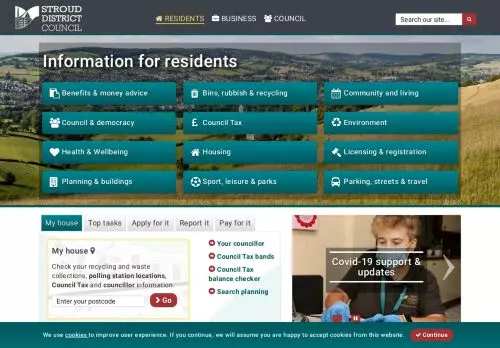 STROUD
DISTRICT
COUNCIL
RESIDENTS BUSINESS COUNCIL
Search our site...
Information for residents
Benefits & money advice
Bins, rubbish & recycling
Community and living
Council & democracy
£ Council Tax
Environment
Health & Wellbeing
Housing
Licensing & registration
Planning & buildings
Sport, leisure & parks
Parking, streets & travel
My house Top tasks Apply for it Report it Pay for it
My house
Check your recycling and waste
collections, polling station locations,
Council Tax and councillor information.
Enter your postcode
Go
Your councillor
Council Tax bands
Council Tax
balance checker
Search planning
Covid-19 support &
updates
We use cookies to improve user experience. If you continue, we will assume you are happy to accept cookies from this website.
Continue